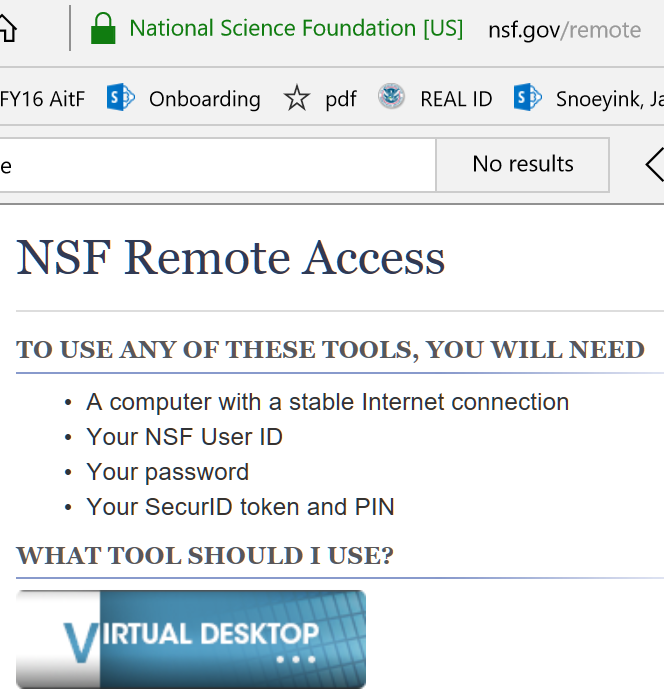 National Science Foundation [US] nsf.gov/remote
FY16 AitF Onboarding pdf REAL ID Snoeyink, Ja
e No results
NSF Remote Access
TO USE ANY OF THESE TOOLS, YOU WILL NEED
• A computer with a stable Internet connection
• Your NSF User ID
• Your password
• Your SecurID token and PIN
WHAT TOOL SHOULD I USE?
VIRTUAL DESKTOP